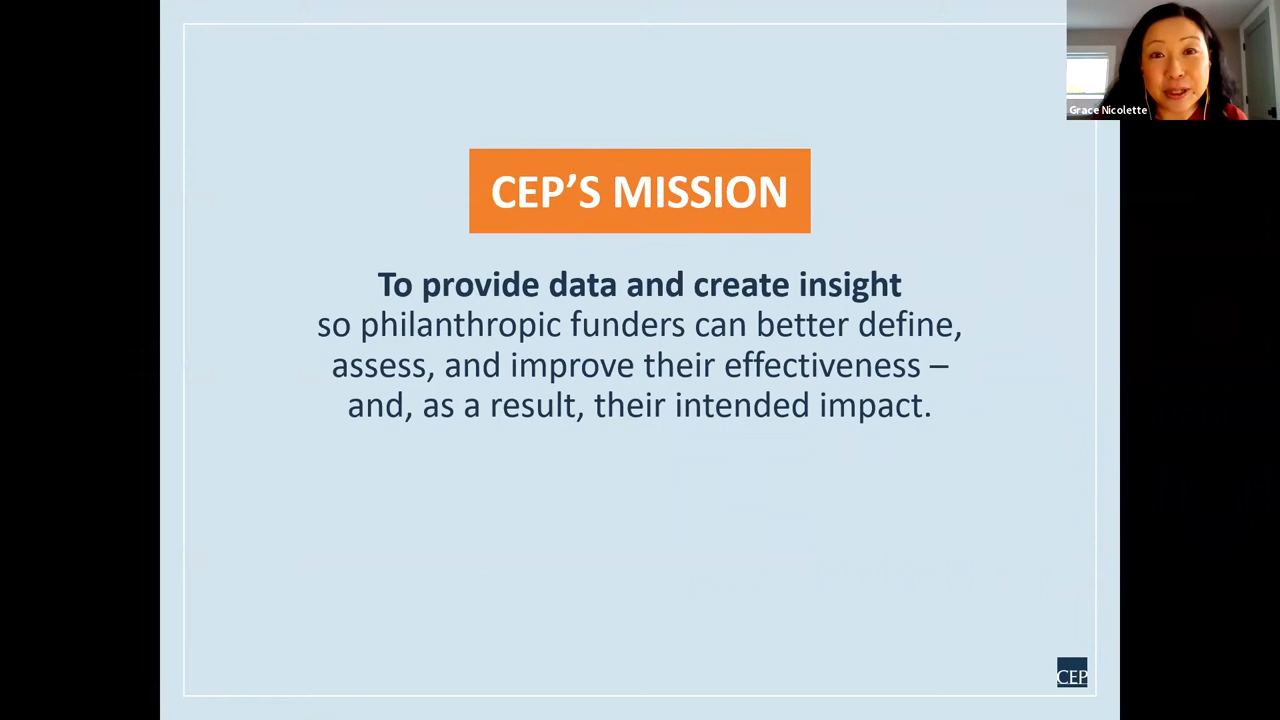 Grace Nicolette
CEP’S MISSION
To provide data and create insight
so philanthropic funders can better define,
assess, and improve their effectiveness –
and, as a result, their intended impact.
CEP